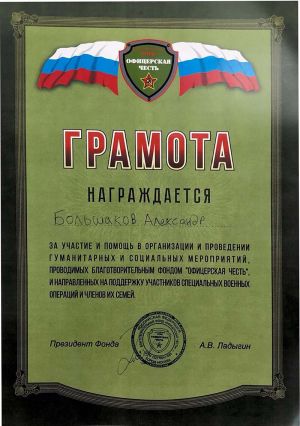 ОФИЦЕРСКАЯ
ЧЕСТЬ
ГРАМОТА
НАГРАЖДАЕТСЯ
Большаков Александр
ЗА УЧАСТИЕ И ПОМОЩЬ В ОРГАНИЗАЦИИ И ПРОВЕДЕНИИ
ГУМАНИТАРНЫХ И СОЦИАЛЬНЫХ МЕРОПРИЯТИЙ,
ПРОВОДИМЫХ БЛАГОТВОРИТЕЛЬНЫМ ФОНДОМ "ОФИЦЕРСКАЯ ЧЕСТЬ",
И НАПРАВЛЕННЫХ НА ПОДДЕРЖКУ УЧАСТНИКОВ СПЕЦИАЛЬНЫХ ВОЕННЫХ
ОПЕРАЦИЙ И ЧЛЕНОВ ИХ СЕМЕЙ.
Президент Фонда А.В. Ладыгин